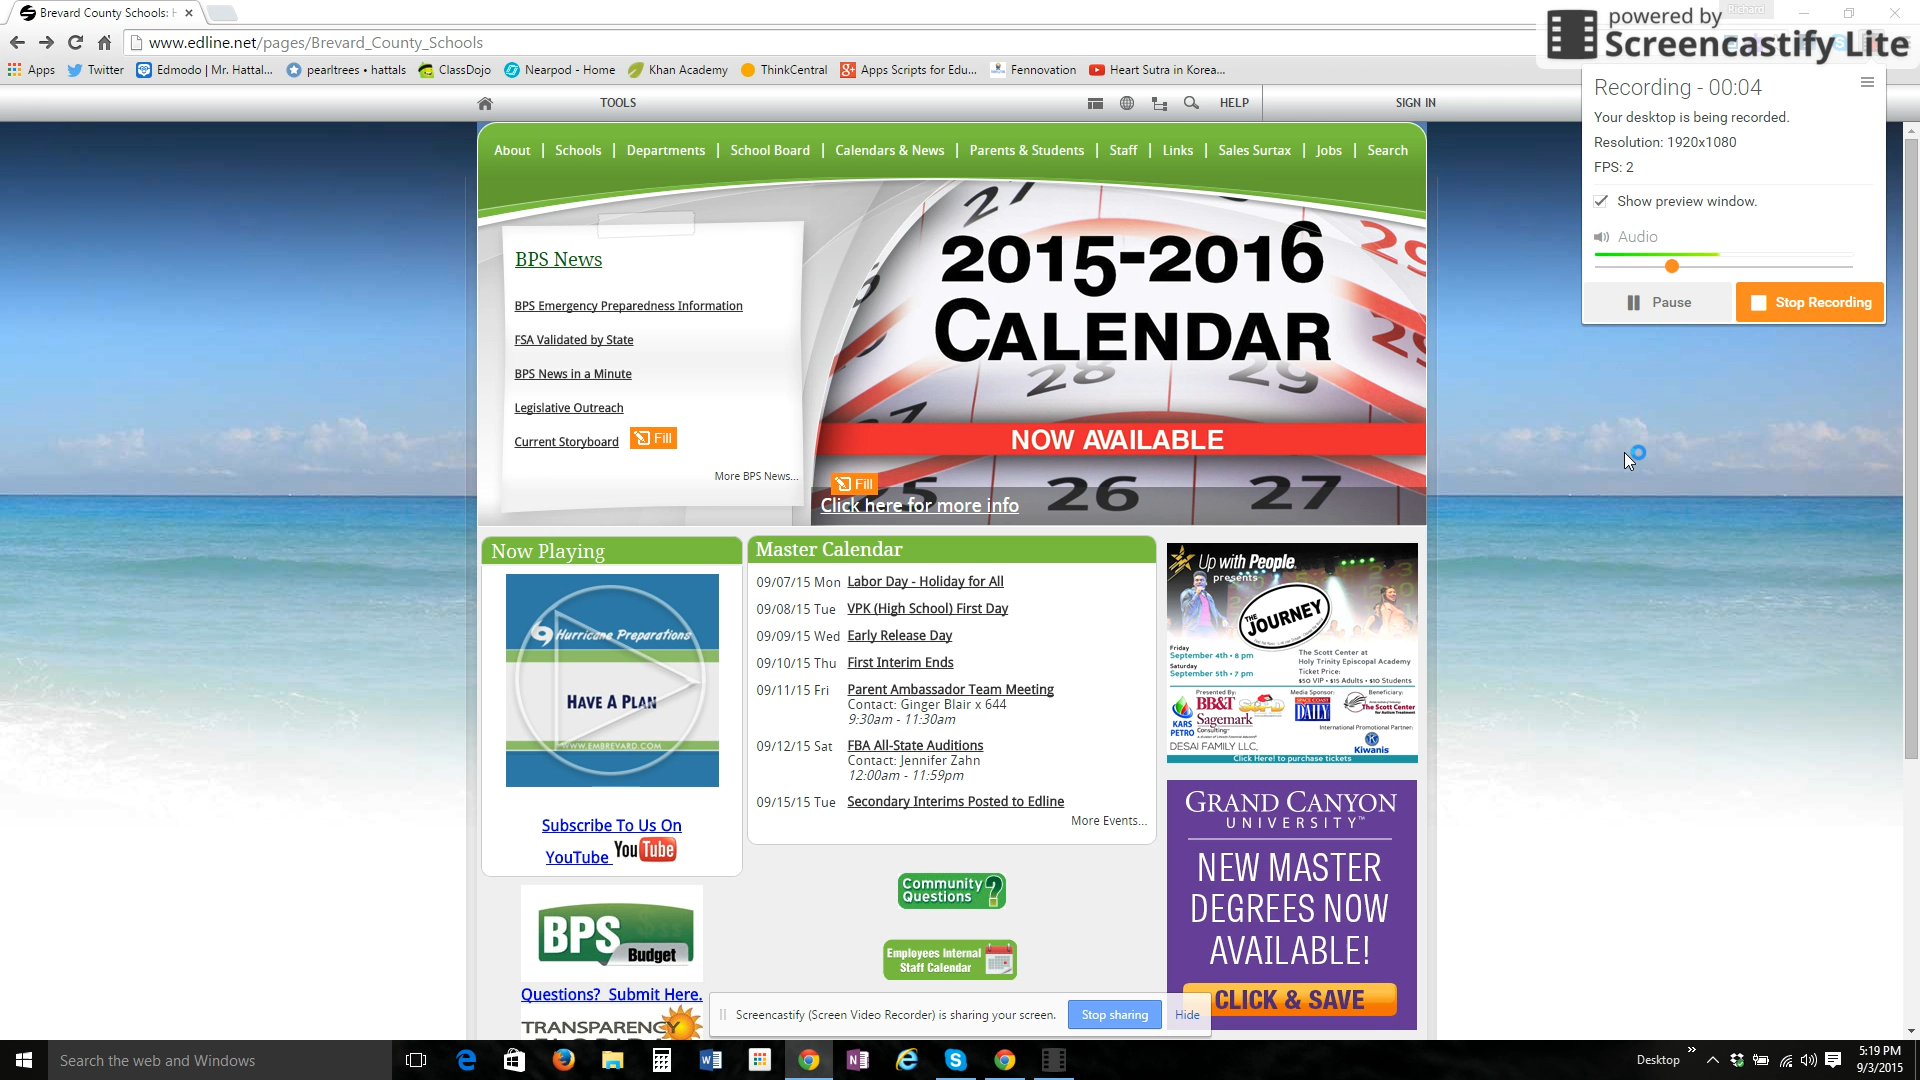 Brevard County Schools: H
Richard
powered by
Screencastify Lite
www.edline.net/pages/Brevard_County_Schools
Apps
Twitter
Edmodo | Mr. Hattal...
pearltrees • hattals
ClassDojo
Nearpod - Home
Khan Academy
ThinkCentral
Apps Scripts for Edu...
Fennovation
Heart Sutra in Korea...
TOOLS
HELP
SIGN IN
Recording - 00:04
Your desktop is being recorded.
Resolution: 1920x1080
FPS: 2
Show preview window.
Audio
Pause
Stop Recording
About | Schools | Departments | School Board | Calendars & News | Parents & Students | Staff | Links | Sales Surtax | Jobs | Search
BPS News
BPS Emergency Preparedness Information
FSA Validated by State
BPS News in a Minute
Legislative Outreach
Current Storyboard
Fill
More BPS News...
27
29
2015-2016
CALENDAR
28
29
NOW AVAILABLE
Fill
25 26 27
Click here for more info
Now Playing
Hurricane Preparations
HAVE A PLAN
WWW.EMBREVARD.COM
Subscribe To Us On
YouTube YouTube
BPS
Budget
Questions? Submit Here.
TRANSPARENCY
FLORIDA
Master Calendar
09/07/15 Mon Labor Day - Holiday for All
09/08/15 Tue VPK (High School) First Day
09/09/15 Wed Early Release Day
09/10/15 Thu First Interim Ends
09/11/15 Fri Parent Ambassador Team Meeting
Contact: Ginger Blair x 644
9:30am - 11:30am
09/12/15 Sat FBA All-State Auditions
Contact: Jennifer Zahn
12:00am - 11:59pm
09/15/15 Tue Secondary Interims Posted to Edline
More Events...
Community
Questions ?
Employees Internal
Staff Calendar
Up with People
presents
THE
JOURNEY
Friday
September 4th • 8 pm
Saturday
September 5th • 7 pm
The Scott Center at
Holy Trinity Episcopal Academy
Ticket Price:
$50 VIP • $15 Adults • $10 Students
Presented By:
Media Sponsor:
Beneficiary:
KARS
PETRO
BB&T
Sagemark
Consulting
DAILY
The Scott Center
for Autism Treatment
International Promotional Partner:
DESAI FAMILY LLC,
Kiwanis
Click Here! to purchase tickets
GRAND CANYON
UNIVERSITY™
NEW MASTER
DEGREES NOW
AVAILABLE!
CLICK & SAVE
Screencastify (Screen Video Recorder) is sharing your screen.
Stop sharing
Hide
Search the web and Windows
Desktop
5:19 PM
9/3/2015